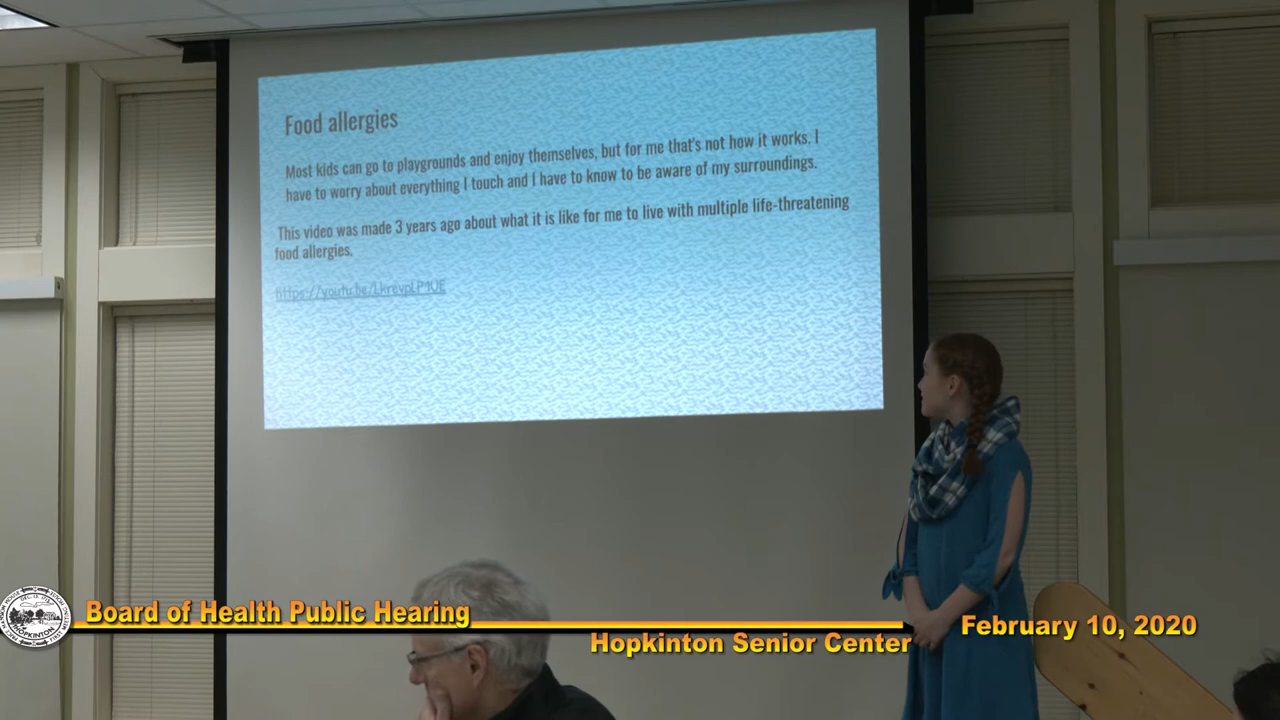 Food allergies
Most kids can go to playgrounds and enjoy themselves, but for me that's not how it works. I
have to worry about everything I touch and I have to know to be aware of my surroundings.
This video was made 3 years ago about what it is like for me to live with multiple life-threatening
food allergies.
Board of Health Public Hearing
Hopkinton Senior Center
February 10, 2020
HOPKINTON